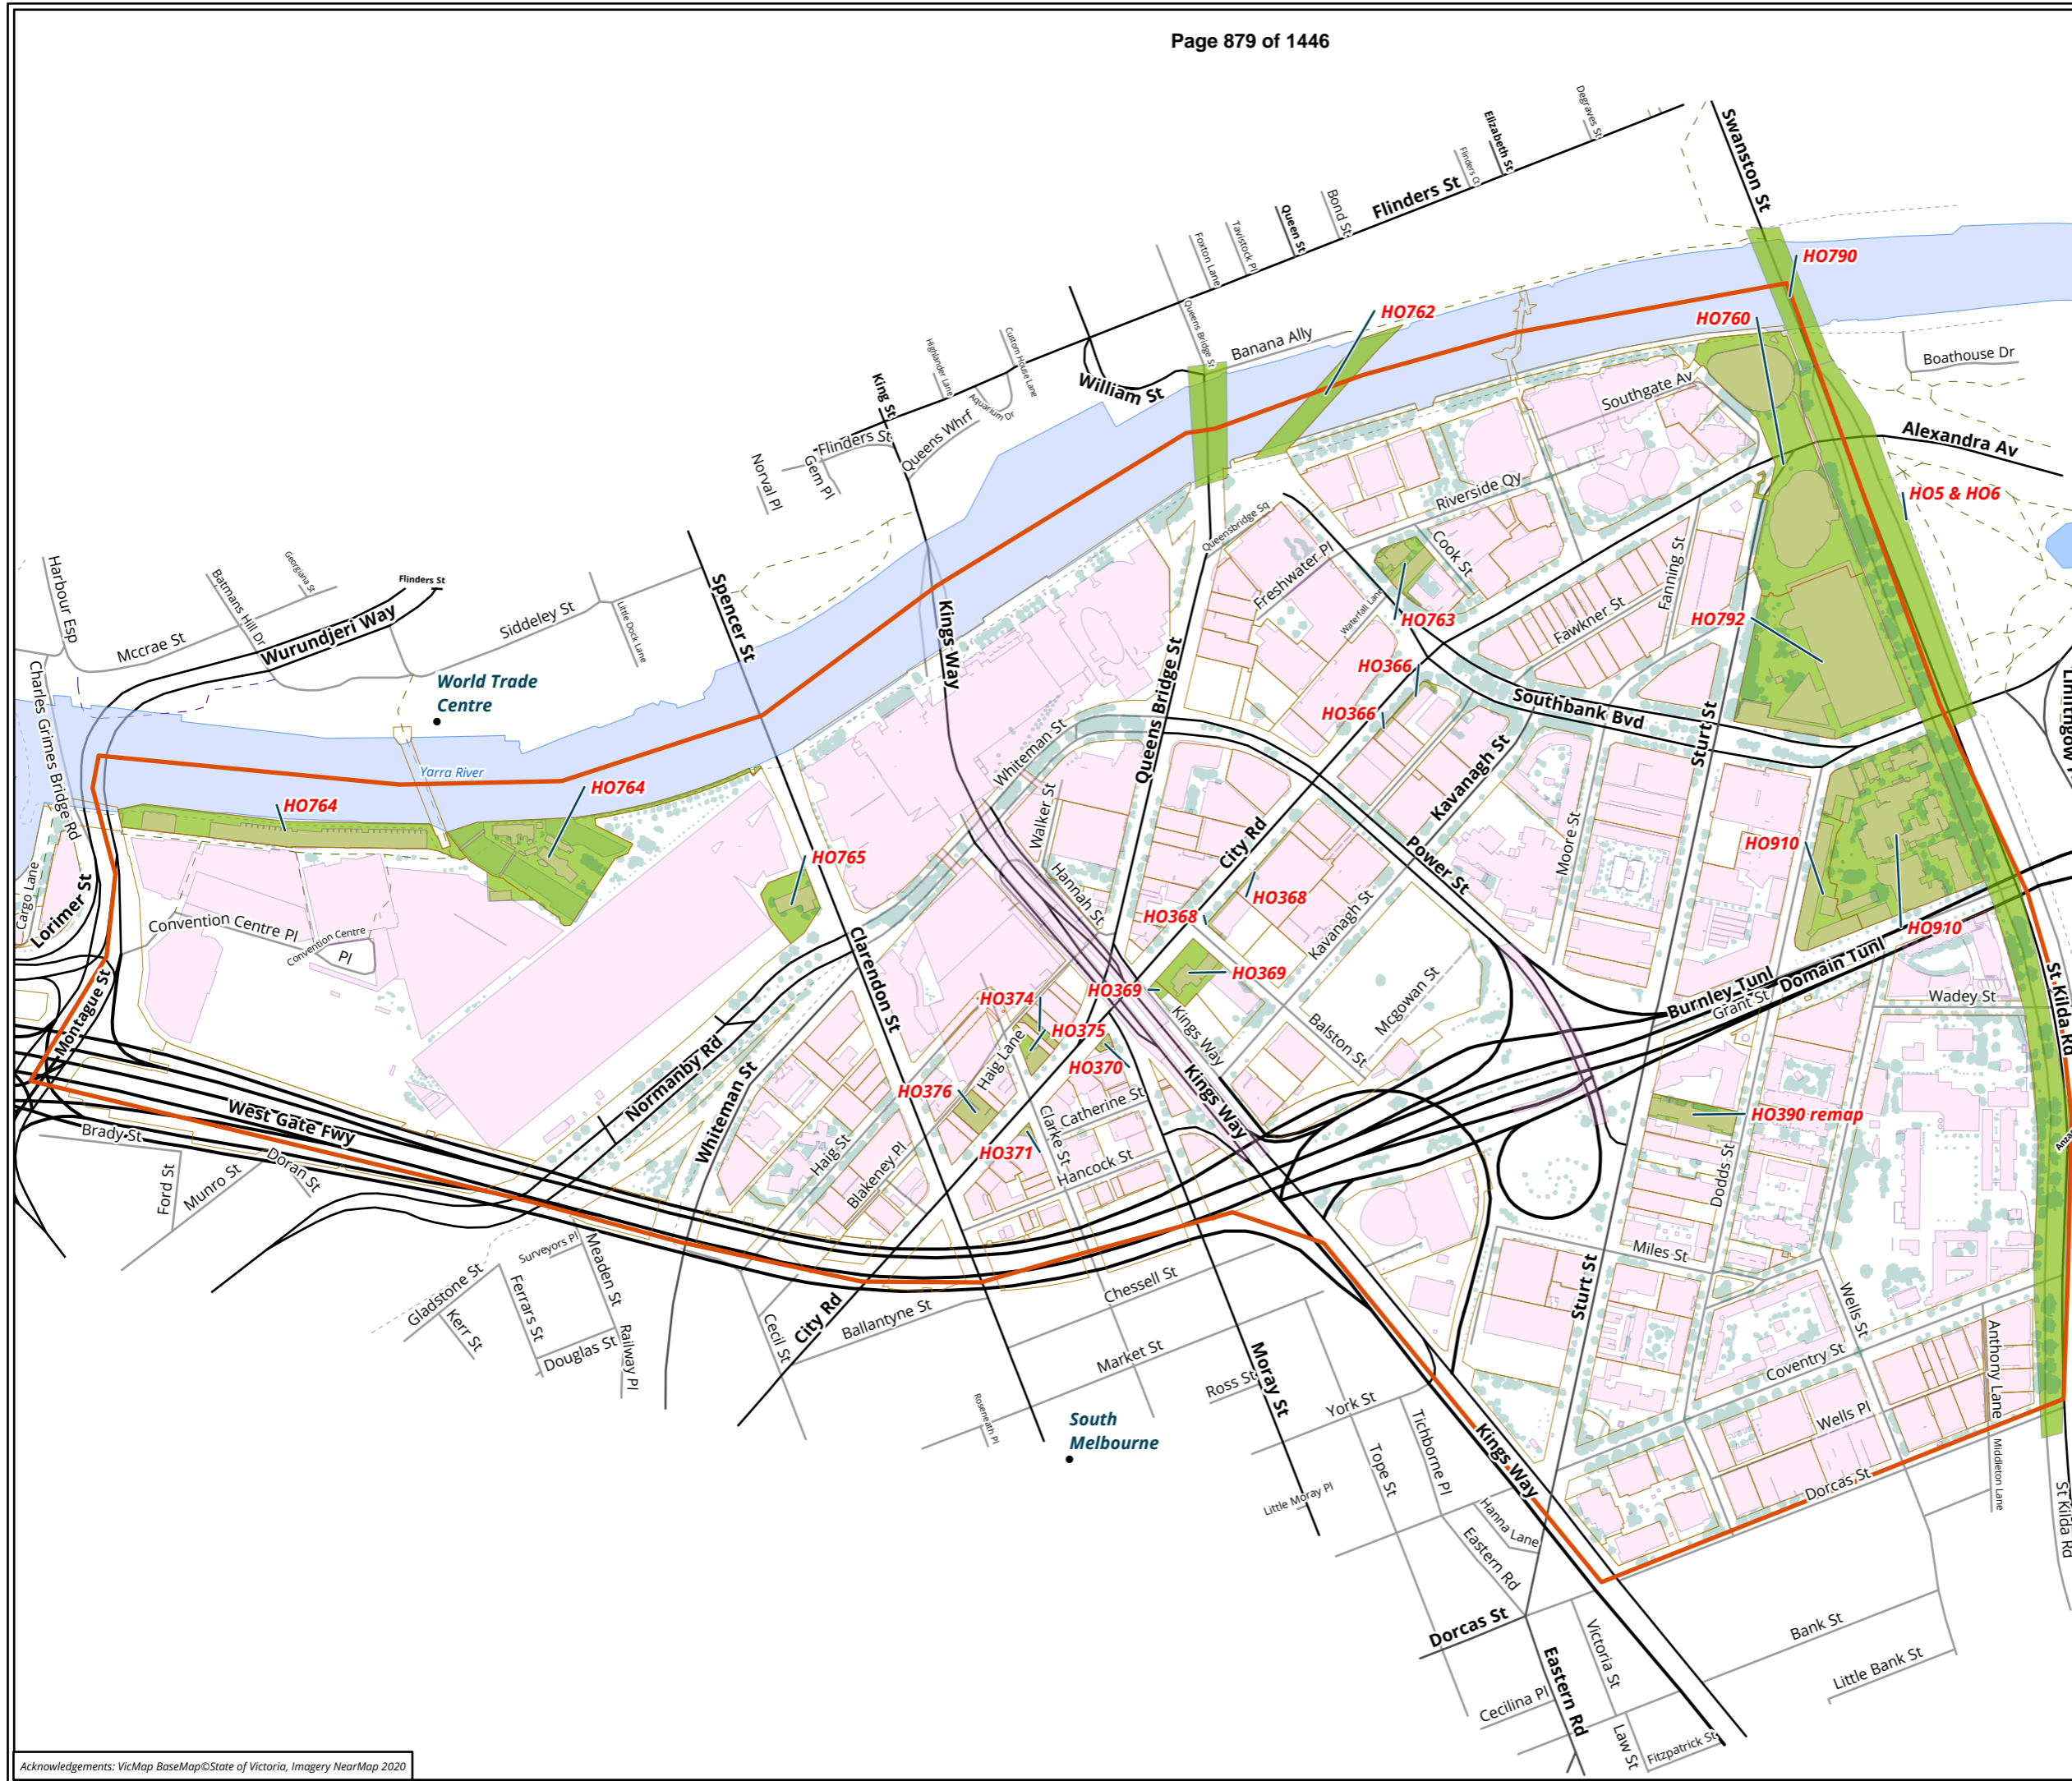 Page 879 of 1446
Degraves St
Elizabeth St
Flinders Ct
Swanston St
Flinders St
Bond St
Queen St
Tavistock Pl
Foxton Lane
Queens Bridge St
HO790
HO762
HO760
Banana Ally
Boathouse Dr
Custom House Lane
Highlander Lane
Aquarium Dr
William St
King St
Queens Whrf
Flinders St
Southgate Av
Alexandra Av
Norval Pl
Gem Pl
Riverside Qy
HO5 & HO6
Queensbridge Sq
Cook St
Freshwater Pl
Fanning St
Harbour Esp
Georgiana St
Batmans Hill Dr
Flinders St
Wurundjeri Way
Mccrae St
Siddeley St
Little Dock Lane
Spencer St
Kings Way
Waterfall Lane
HO763
Fawkner St
HO792
HO366
World Trade
Centre
Queens Bridge St
Southbank Bvd
Sturt St
HO366
Charles Grimes Bridge Rd
Whiteman St
Yarra River
Kavanagh St
HO764
HO764
Walker St
City Rd
Moore St
HO910
HO765
Power St
Hannah St
HO368
HO368
Kavanagh St
Cargo Lane
Lorimer St
Convention Centre Pl
Convention Centre
Pl
Clarendon St
HO910
Domain Tunl
HO369
HO369
Mcgowan St
Burnley Tunl
Grant St
Wadey St
St Kilda Rd
HO374
HO375
Kings Way
Balston St
Montague St
Haig Lane
HO370
Normanby Rd
Whiteman St
HO376
Kings Way
Catherine St
Clarke St
HO390 remap
West Gate Fwy
Brady St
Haig St
Blakeney Pl
HO371
Hancock St
Doran St
Munro St
Ford St
Dodds St
Miles St
Surveyors Pl
Meaden St
Gladstone St
Kerr St
Ferrars St
Douglas St
Railway Pl
Cecil St
City Rd
Ballantyne St
Chessell St
Sturt St
Wells St
Anthony Lane
Coventry St
Market St
Moray St
Ross St
York St
Tichborne Pl
Roseneath Pl
South
Melbourne
Tope St
Kings Way
Wells Pl
Dorcas St
Middleton Lane
St Kilda Rd
Little Moray Pl
Hanna Lane
Eastern Rd
Dorcas St
Victoria St
Bank St
Eastern Rd
Little Bank St
Cecilina Pl
Law St
Fitzpatrick St
Acknowledgements: VicMap BaseMap©State of Victoria, Imagery NearMap 2020